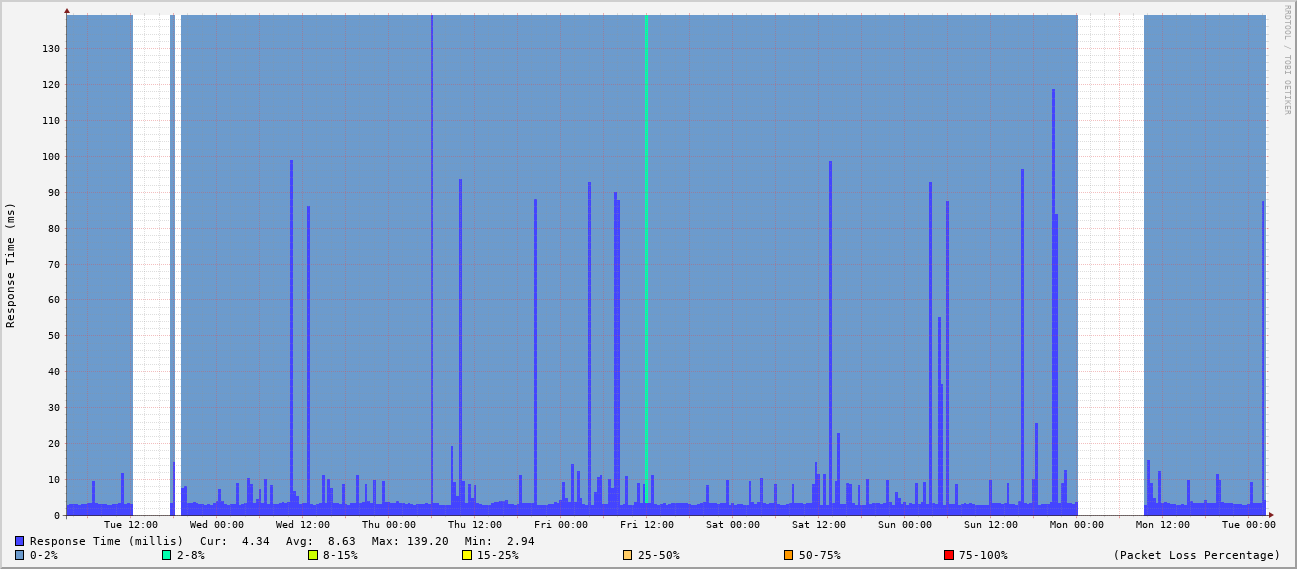 RRDTOOL / TOBI OETIKER
Response Time (ms)
130
120
110
100
90
80
70
60
50
40
30
20
10
0
Tue 12:00 Wed 00:00 Wed 12:00 Thu 00:00 Thu 12:00 Fri 00:00 Fri 12:00 Sat 00:00 Sat 12:00 Sun 00:00 Sun 12:00 Mon 00:00 Mon 12:00 Tue 00:00
Response Time (millis) Cur: 4.34 Avg: 8.63 Max: 139.20 Min: 2.94
0-2% 2-8% 8-15% 15-25% 25-50% 50-75% 75-100% (Packet Loss Percentage)